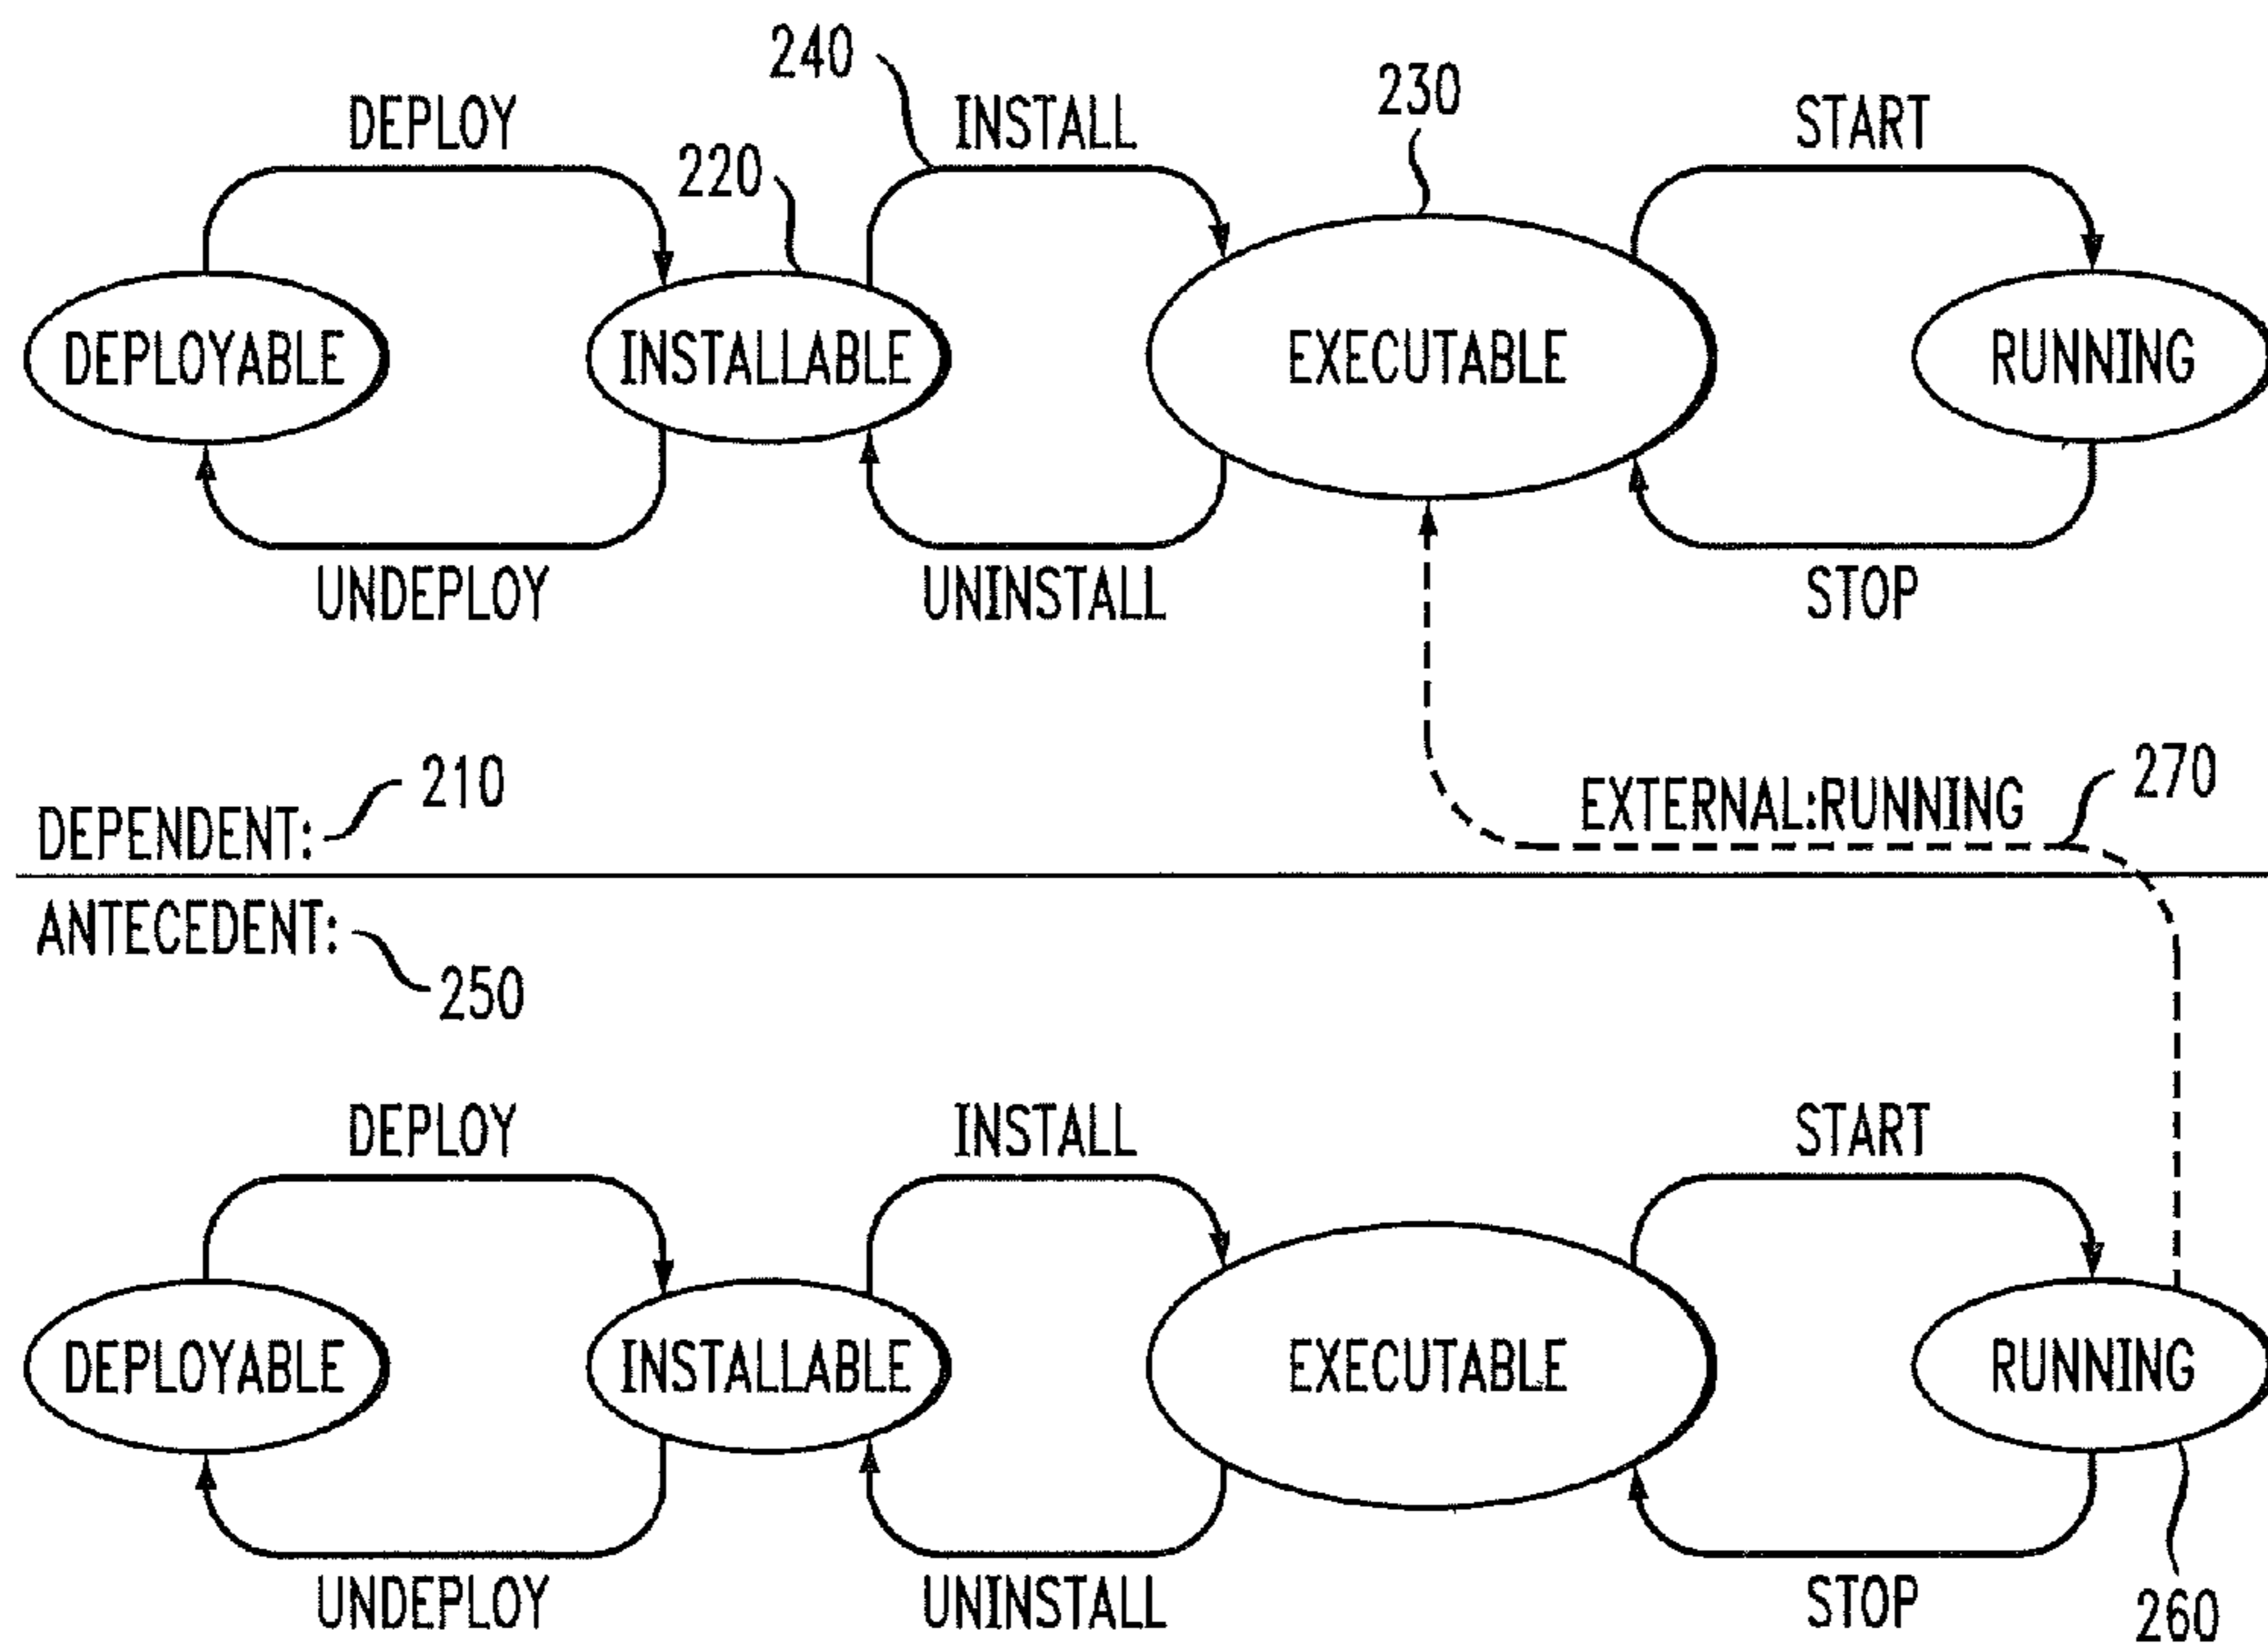 240
INSTALL
230
START
DEPLOY
220
DEPLOYABLE
INSTALLABLE
EXECUTABLE
RUNNING
UNDEPLOY
UNINSTALL
STOP
210
DEPENDENT:
EXTERNAL:RUNNING
270
ANTECEDENT:
250
DEPLOY
INSTALL
START
DEPLOYABLE
INSTALLABLE
EXECUTABLE
RUNNING
UNDEPLOY
UNINSTALL
STOP
260